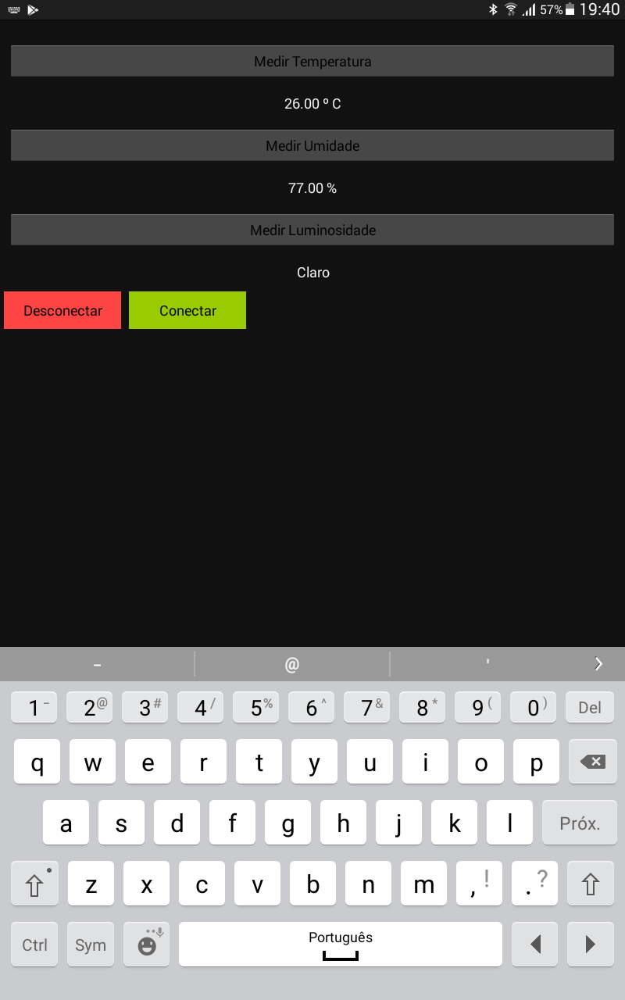 57% 19:40
Medir Temperatura
26.00 º C
Medir Umidade
77.00 %
Medir Luminosidade
Claro
Desconectar Conectar
- @ '
1 - 2 @ 3 # 4 / 5 % 6 ^ 7 & 8 * 9 ( 0 ) Del
q w e r t y u i o p
a s d f g h j k l Próx.
z x c v b n m , ! . ?
Ctrl Sym Português